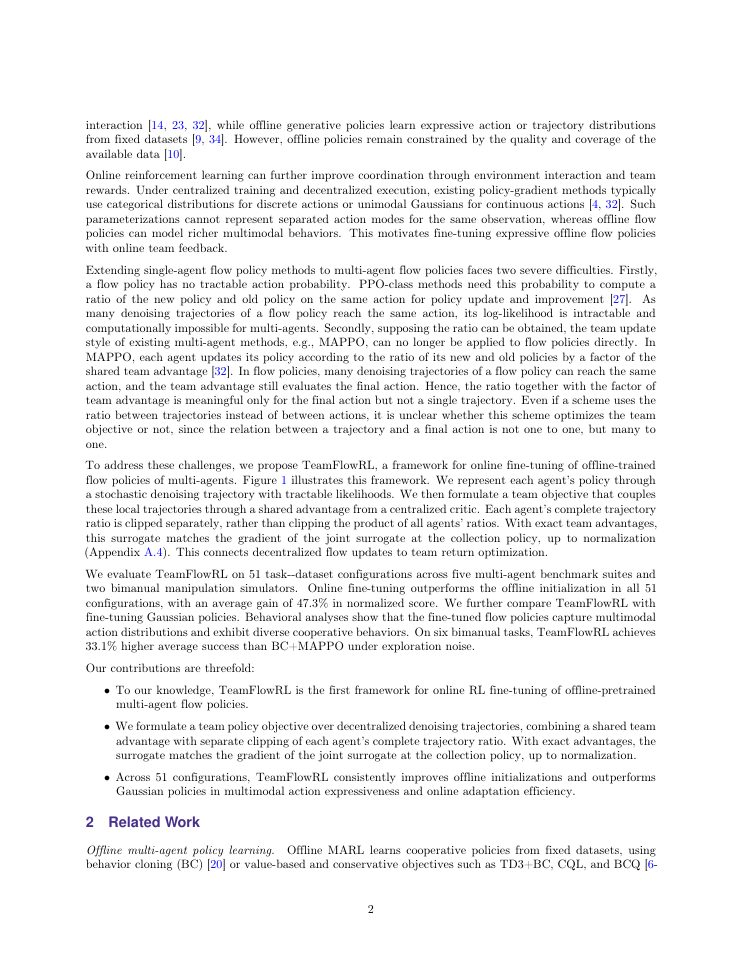 interaction [14, 23, 32], while offline generative policies learn expressive action or trajectory distributions
from fixed datasets [9, 34]. However, offline policies remain constrained by the quality and coverage of the
available data [10].
Online reinforcement learning can further improve coordination through environment interaction and team
rewards. Under centralized training and decentralized execution, existing policy-gradient methods typically
use categorical distributions for discrete actions or unimodal Gaussians for continuous actions [4, 32]. Such
parameterizations cannot represent separated action modes for the same observation, whereas offline flow
policies can model richer multimodal behaviors. This motivates fine-tuning expressive offline flow policies
with online team feedback.
Extending single-agent flow policy methods to multi-agent flow policies faces two severe difficulties. Firstly,
a flow policy has no tractable action probability. PPO-class methods need this probability to compute a
ratio of the new policy and old policy on the same action for policy update and improvement [27]. As
many denoising trajectories of a flow policy reach the same action, its log-likelihood is intractable and
computationally impossible for multi-agents. Secondly, supposing the ratio can be obtained, the team update
style of existing multi-agent methods, e.g., MAPPO, can no longer be applied to flow policies directly. In
MAPPO, each agent updates its policy according to the ratio of its new and old policies by a factor of the
shared team advantage [32]. In flow policies, many denoising trajectories of a flow policy can reach the same
action, and the team advantage still evaluates the final action. Hence, the ratio together with the factor of
team advantage is meaningful only for the final action but not a single trajectory. Even if a scheme uses the
ratio between trajectories instead of between actions, it is unclear whether this scheme optimizes the team
objective or not, since the relation between a trajectory and a final action is not one to one, but many to
one.
To address these challenges, we propose TeamFlowRL, a framework for online fine-tuning of offline-trained
flow policies of multi-agents. Figure 1 illustrates this framework. We represent each agent's policy through
a stochastic denoising trajectory with tractable likelihoods. We then formulate a team objective that couples
these local trajectories through a shared advantage from a centralized critic. Each agent's complete trajectory
ratio is clipped separately, rather than clipping the product of all agents' ratios. With exact team advantages,
this surrogate matches the gradient of the joint surrogate at the collection policy, up to normalization
(Appendix A.4). This connects decentralized flow updates to team return optimization.
We evaluate TeamFlowRL on 51 task--dataset configurations across five multi-agent benchmark suites and
two bimanual manipulation simulators. Online fine-tuning outperforms the offline initialization in all 51
configurations, with an average gain of 47.3% in normalized score. We further compare TeamFlowRL with
fine-tuning Gaussian policies. Behavioral analyses show that the fine-tuned flow policies capture multimodal
action distributions and exhibit diverse cooperative behaviors. On six bimanual tasks, TeamFlowRL achieves
33.1% higher average success than BC+MAPPO under exploration noise.
Our contributions are threefold:
• To our knowledge, TeamFlowRL is the first framework for online RL fine-tuning of offline-pretrained
multi-agent flow policies.
• We formulate a team policy objective over decentralized denoising trajectories, combining a shared team
advantage with separate clipping of each agent's complete trajectory ratio. With exact advantages, the
surrogate matches the gradient of the joint surrogate at the collection policy, up to normalization.
• Across 51 configurations, TeamFlowRL consistently improves offline initializations and outperforms
Gaussian policies in multimodal action expressiveness and online adaptation efficiency.
2 Related Work
Offline multi-agent policy learning. Offline MARL learns cooperative policies from fixed datasets, using
behavior cloning (BC) [20] or value-based and conservative objectives such as TD3+BC, CQL, and BCQ [6-
2